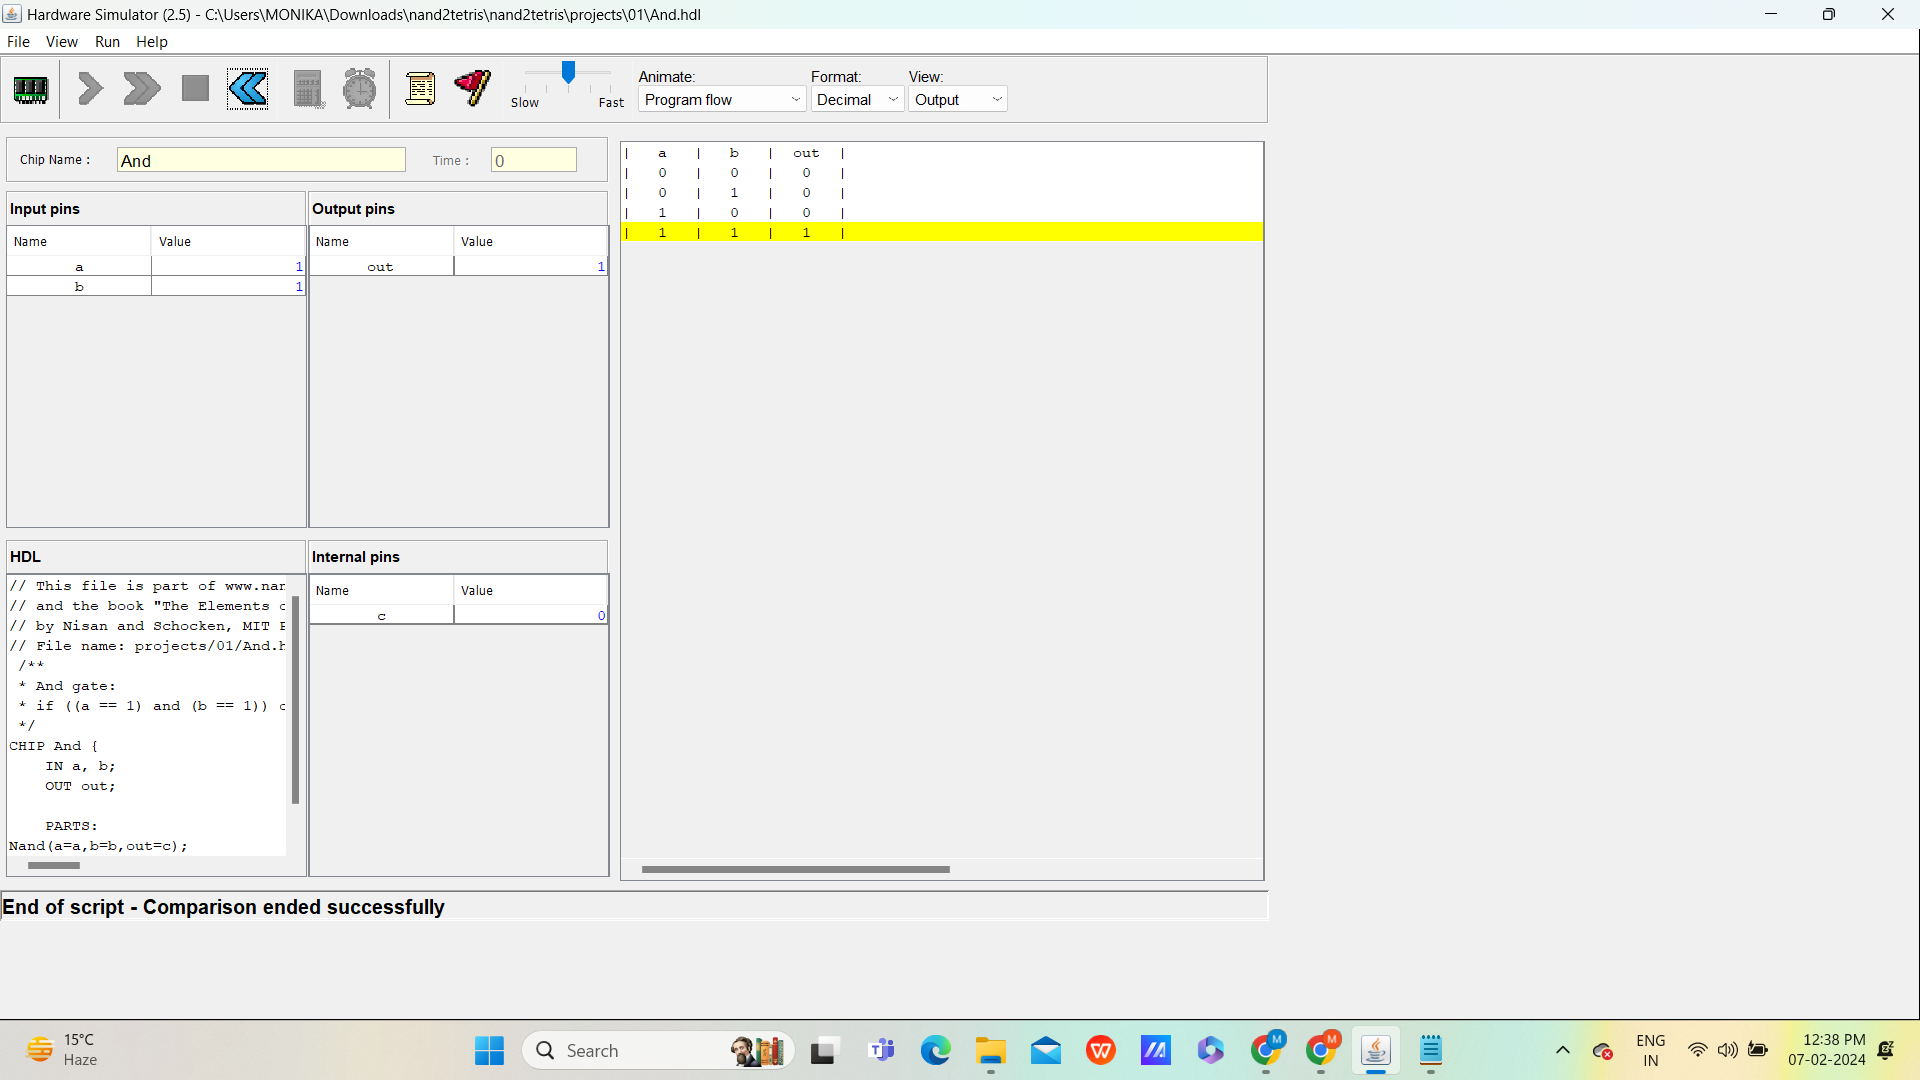 Hardware Simulator (2.5) - C:\Users\MONIKA\Downloads\nand2tetris\nand2tetris\projects\01\And.hdl
File View Run Help
Animate: Format: View:
Slow Fast Program flow Decimal Output
Chip Name : And Time : 0
Input pins
Name Value
a 1
b 1
Output pins
Name Value
out 1
| a | b | out |
| 0 | 0 | 0 |
| 0 | 1 | 0 |
| 1 | 0 | 0 |
| 1 | 1 | 1 |
HDL
// This file is part of www.nan
// and the book "The Elements
// by Nisan and Schocken, MIT
// File name: projects/01/And.h
/**
* And gate:
* if ((a == 1) and (b == 1))
*/
CHIP And {
IN a, b;
OUT out;
PARTS:
Nand(a=a,b=b,out=c);
Internal pins
Name Value
c 0
End of script - Comparison ended successfully
15°C
Haze
Search
ENG
IN
12:38 PM
07-02-2024